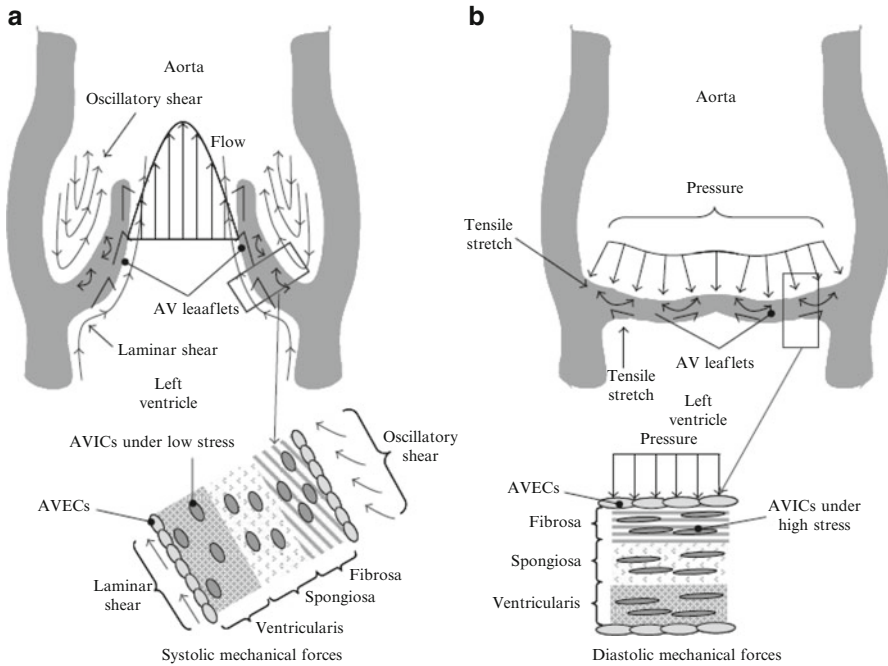 a
Aorta
Oscillatory shear
Flow
AV leaaflets
Laminar shear
Left
ventricle
AVICs under low stress
Oscillatory
shear
AVECs
Laminar
shear
Fibrosa
Spongiosa
Ventricularis
Systolic mechanical forces
b
Aorta
Pressure
Tensile
stretch
AV leaflets
Tensile
stretch
Left
ventricle
Pressure
AVECs
AVICs under
high stress
Fibrosa
Spongiosa
Ventricularis
Diastolic mechanical forces